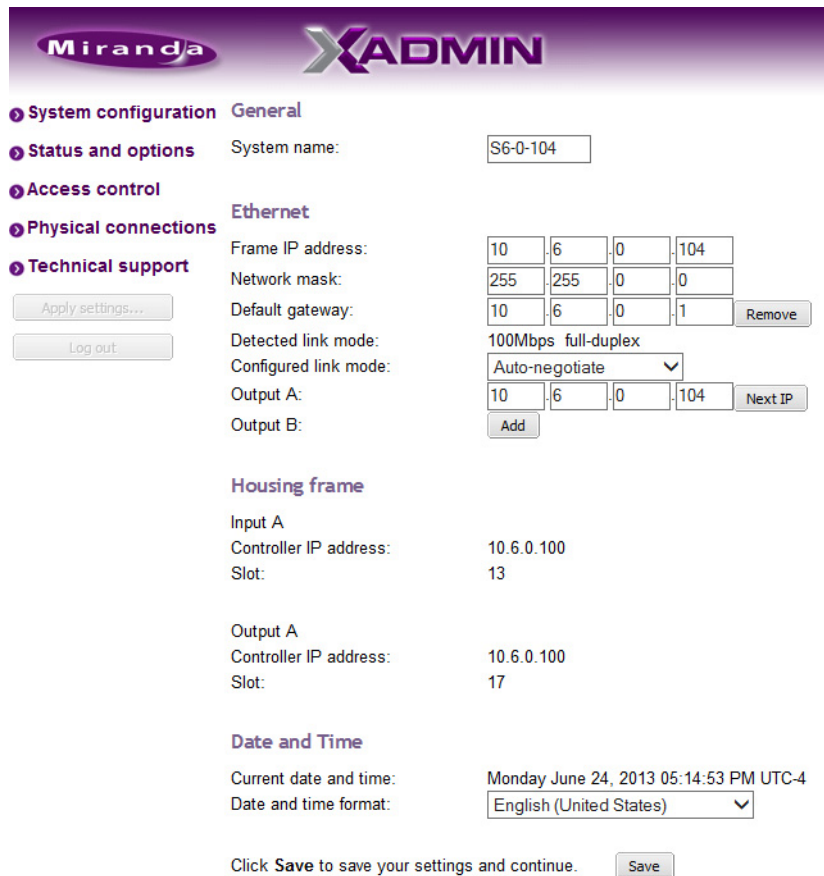 Miranda
XADMIN
System configuration
Status and options
Access control
Physical connections
Technical support
Apply settings...
Log out
General
System name: S6-0-104
Ethernet
Frame IP address: 10 .6 .0 .104
Network mask: 255 .255 .0 .0
Default gateway: 10 .6 .0 .1 Remove
Detected link mode: 100Mbps full-duplex
Configured link mode: Auto-negotiate
Output A: 10 .6 .0 .104 Next IP
Output B: Add
Housing frame
Input A
Controller IP address: 10.6.0.100
Slot: 13
Output A
Controller IP address: 10.6.0.100
Slot: 17
Date and Time
Current date and time: Monday June 24, 2013 05:14:53 PM UTC-4
Date and time format: English (United States)
Click Save to save your settings and continue. Save